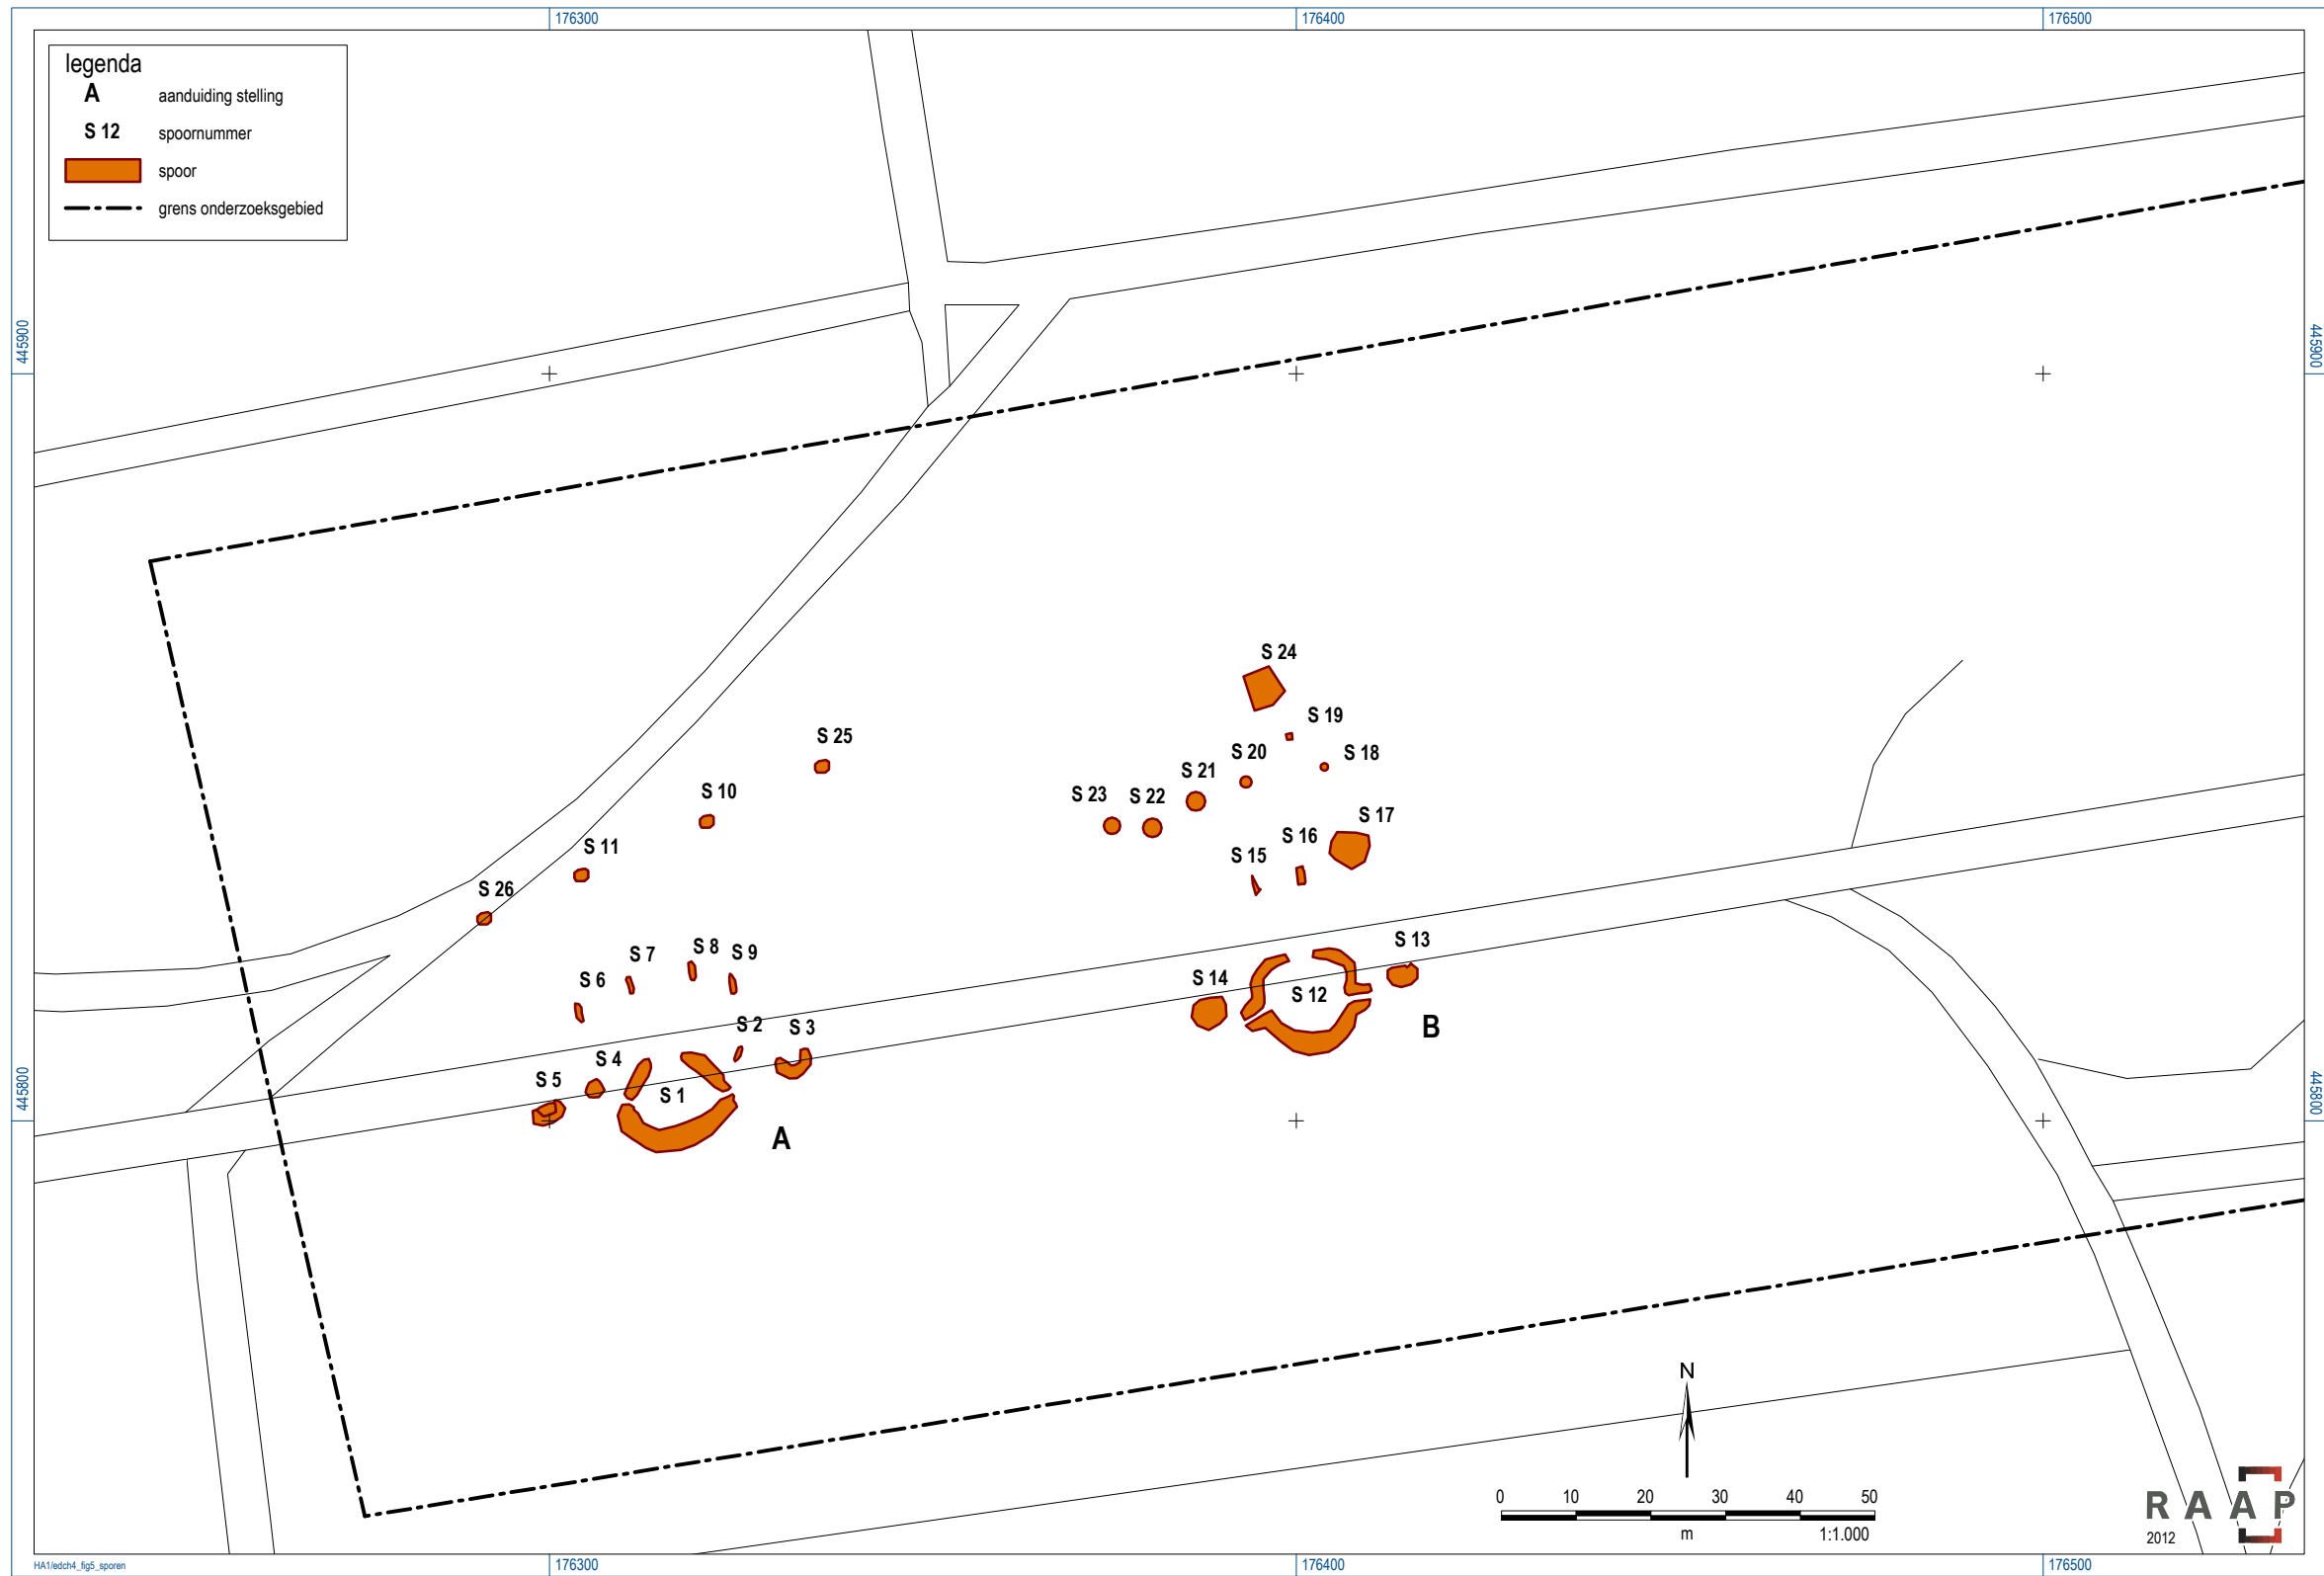 176300
176400
176500
legenda
A aanduiding stelling
S 12 spoornummer
spoor
grens onderzoeksgebied
445900
445900
S 24
S 19
S 25
S 20
S 18
S 21
S 10
S 23
S 22
S 17
S 16
S 11
S 15
S 26
S 13
S 8
S 7
S 9
S 6
S 14
S 12
S 2
S 3
B
S 4
S 5
S 1
A
445800
445800
N
0 10 20 30 40 50
m 1:1.000
RAAP
2012
HA1/edch4_fig5_sporen
176300
176400
176500